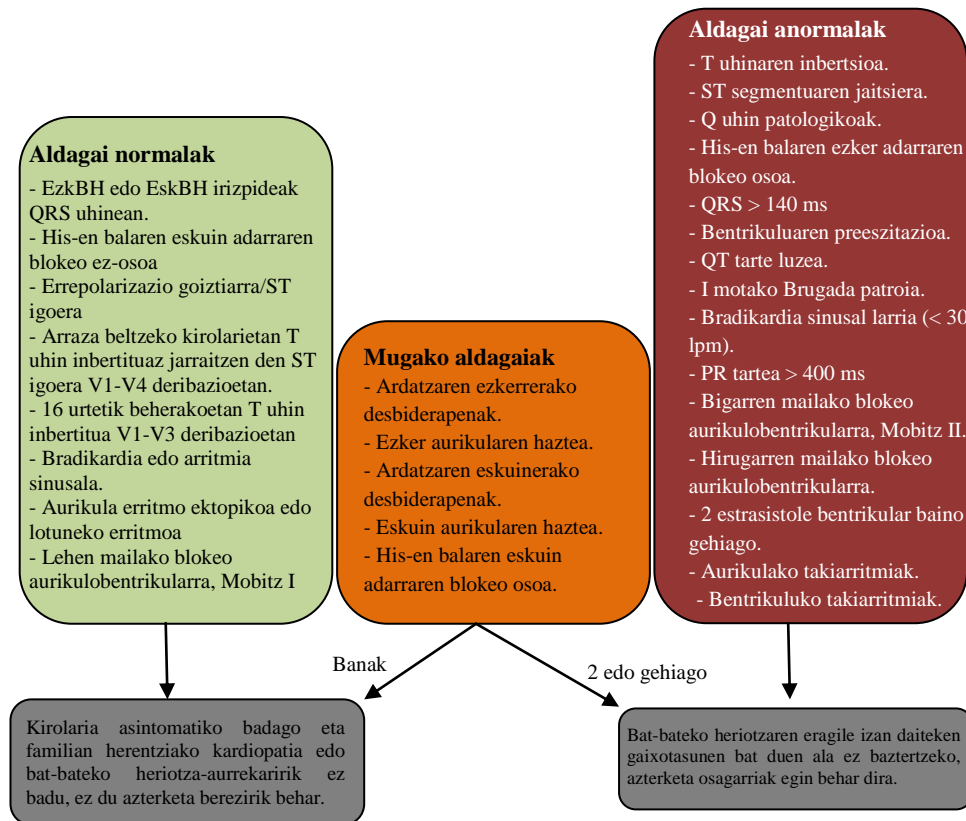 Aldagai normalak
- EzkBH edo EskBH irizpideak
QRS uhinean.
- His-en balaren eskuin adarraren
blokeo ez-osoa
- Errepolarizazio goiztiarra/ST
igoera
- Arraza beltzeko kirolarietan T
uhin inbertituaz jarraitzen den ST
igoera V1-V4 deribazioetan.
- 16 urtetik beherakoetan T uhin
inbertitua V1-V3 deribazioetan
- Bradikardia edo arritmia
sinusala.
- Aurikula erritmo ektopikoa edo
lotuneko erritmoa
- Lehen mailako blokeo
aurikulobentrikularra, Mobitz I
Mugako aldagaiak
- Ardatzaren ezkerrerako
desbiderapenak.
- Ezker aurikularen haztea.
- Ardatzaren eskuinerako
desbiderapenak.
- Eskuin aurikularen haztea.
- His-en balaren eskuin
adarraren blokeo osoa.
Aldagai anormalak
- T uhinaren inbertsioa.
- ST segmentuaren jaitsiera.
- Q uhin patologikoak.
- His-en balaren ezker adarraren
blokeo osoa.
- QRS > 140 ms
- Bentrikuluaren preeszitazioa.
- QT tarte luzea.
- I motako Brugada patroia.
- Bradikardia sinusal larria (< 30
lpm).
- PR tartea > 400 ms
- Bigarren mailako blokeo
aurikulobentrikularra, Mobitz II.
- Hirugarren mailako blokeo
aurikulobentrikularra.
- 2 estrasistole bentrikular baino
gehiago.
- Aurikulako takiarritmiak.
- Bentrikuluko takiarritmiak.
Banak
2 edo gehiago
Kirolaria asintomatiko badago eta
familian herentziako kardiopatia edo
bat-bateko heriotza-aurrekaririk ez
badu, ez du azterketa berezirik behar.
Bat-bateko heriotzaren eragile izan daiteken
gaixotasunen bat duen ala ez baztertzeko,
azterketa osagarriak egin behar dira.